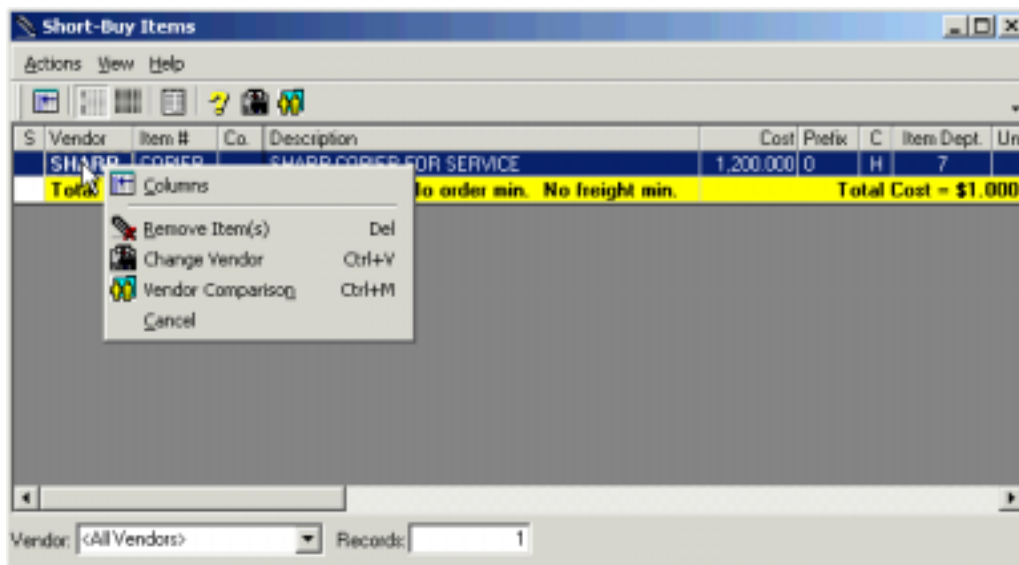 Short-Buy Items
Actions View Help
S Vendor Item # Co. Description Cost Prefix C Item Dept. Un
SHARP COPIER SHARP COPIER FOR SERVICE 1,200.000 0 H 7
Total lo order min. No freight min. Total Cost = $1,000
Columns
Remove Item(s) Del
Change Vendor Ctrl+V
Vendor Comparison Ctrl+M
Cancel
Vendor: <All Vendors> Records: 1